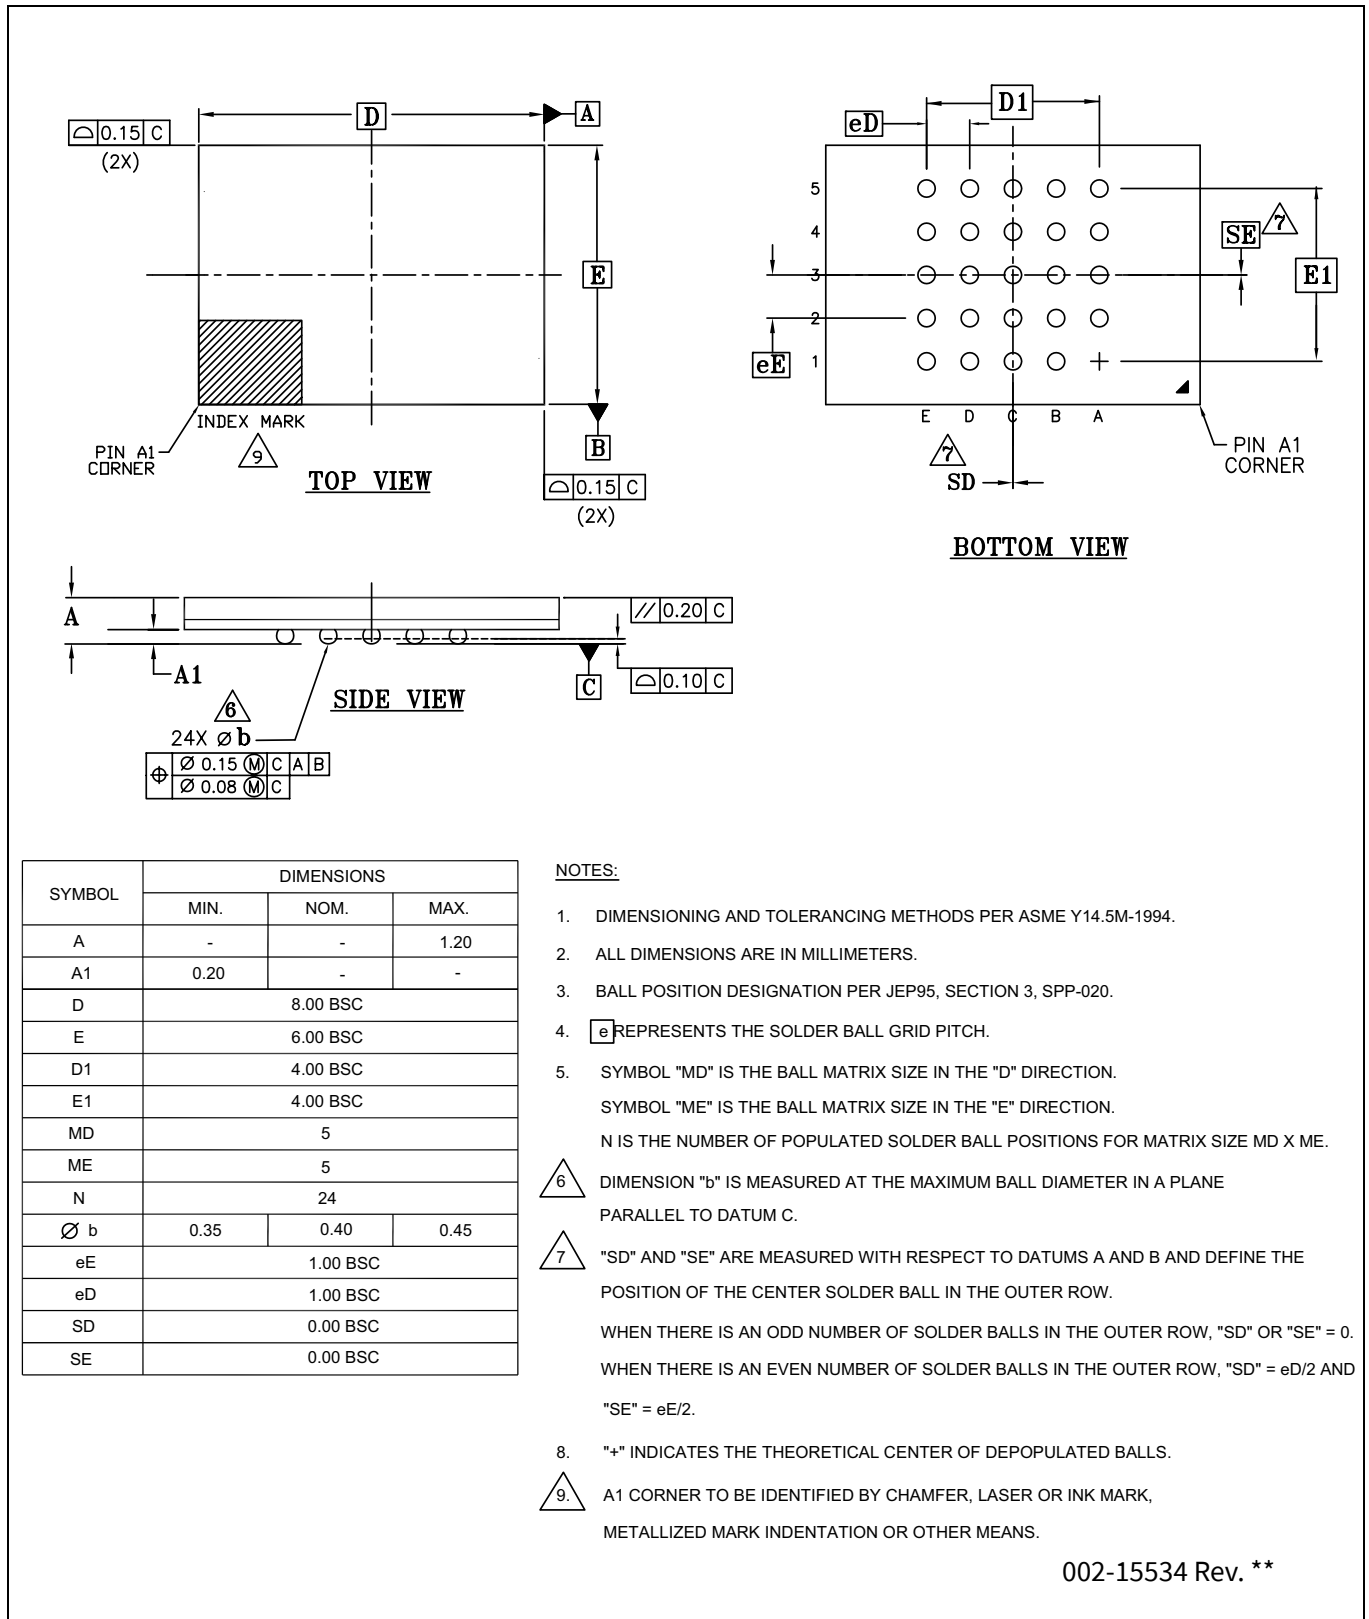 D
A
0.15 C
(2X)
E
INDEX MARK
9
PIN A1
CORNER
B
TOP VIEW
0.15 C
(2X)
D1
eD
5
4
3
2
1
SE
7
E1
eE
E D C B A
7
SD
PIN A1
CORNER
BOTTOM VIEW
A
A1
// 0.20 C
C
0.10 C
SIDE VIEW
6
24X ⌀ b
⌖ ⌀ 0.15 Ⓜ C A B
⌀ 0.08 Ⓜ C
SYMBOL DIMENSIONS
MIN. NOM. MAX.
A - - 1.20
A1 0.20 - -
D 8.00 BSC
E 6.00 BSC
D1 4.00 BSC
E1 4.00 BSC
MD 5
ME 5
N 24
⌀ b 0.35 0.40 0.45
eE 1.00 BSC
eD 1.00 BSC
SD 0.00 BSC
SE 0.00 BSC
NOTES:
1. DIMENSIONING AND TOLERANCING METHODS PER ASME Y14.5M-1994.
2. ALL DIMENSIONS ARE IN MILLIMETERS.
3. BALL POSITION DESIGNATION PER JEP95, SECTION 3, SPP-020.
4. e REPRESENTS THE SOLDER BALL GRID PITCH.
5. SYMBOL "MD" IS THE BALL MATRIX SIZE IN THE "D" DIRECTION.
SYMBOL "ME" IS THE BALL MATRIX SIZE IN THE "E" DIRECTION.
N IS THE NUMBER OF POPULATED SOLDER BALL POSITIONS FOR MATRIX SIZE MD X ME.
6 DIMENSION "b" IS MEASURED AT THE MAXIMUM BALL DIAMETER IN A PLANE
PARALLEL TO DATUM C.
7 "SD" AND "SE" ARE MEASURED WITH RESPECT TO DATUMS A AND B AND DEFINE THE
POSITION OF THE CENTER SOLDER BALL IN THE OUTER ROW.
WHEN THERE IS AN ODD NUMBER OF SOLDER BALLS IN THE OUTER ROW, "SD" OR "SE" = 0.
WHEN THERE IS AN EVEN NUMBER OF SOLDER BALLS IN THE OUTER ROW, "SD" = eD/2 AND
"SE" = eE/2.
8. "+" INDICATES THE THEORETICAL CENTER OF DEPOPULATED BALLS.
9. A1 CORNER TO BE IDENTIFIED BY CHAMFER, LASER OR INK MARK,
METALLIZED MARK INDENTATION OR OTHER MEANS.
002-15534 Rev. **